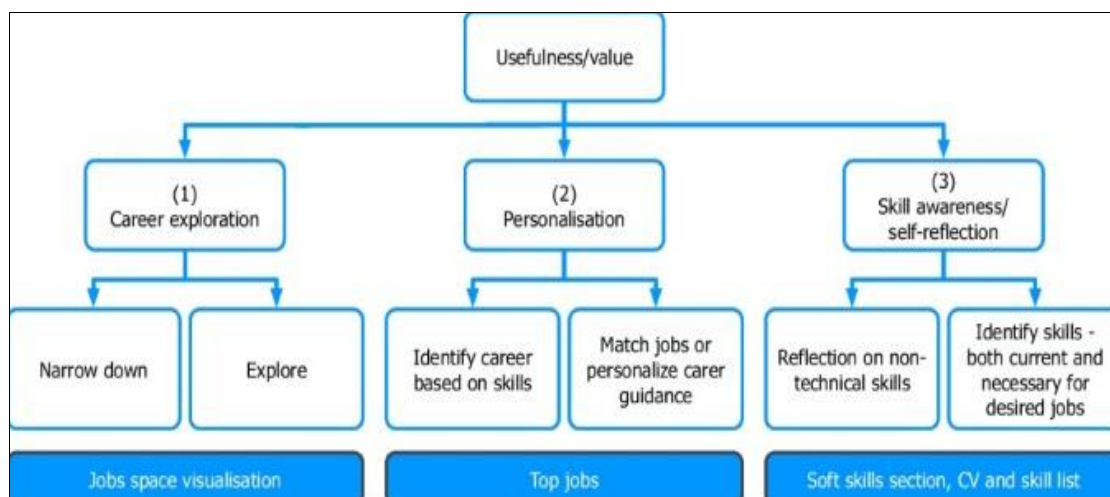 Usefulness/value
(1)
Career exploration
(2)
Personalisation
(3)
Skill awareness/
self-reflection
Narrow down
Explore
Identify career
based on skills
Match jobs or
personalize carer
guidance
Reflection on non-
technical skills
Identify skills -
both current and
necessary for
desired jobs
Jobs space visualisation
Top jobs
Soft skills section, CV and skill list